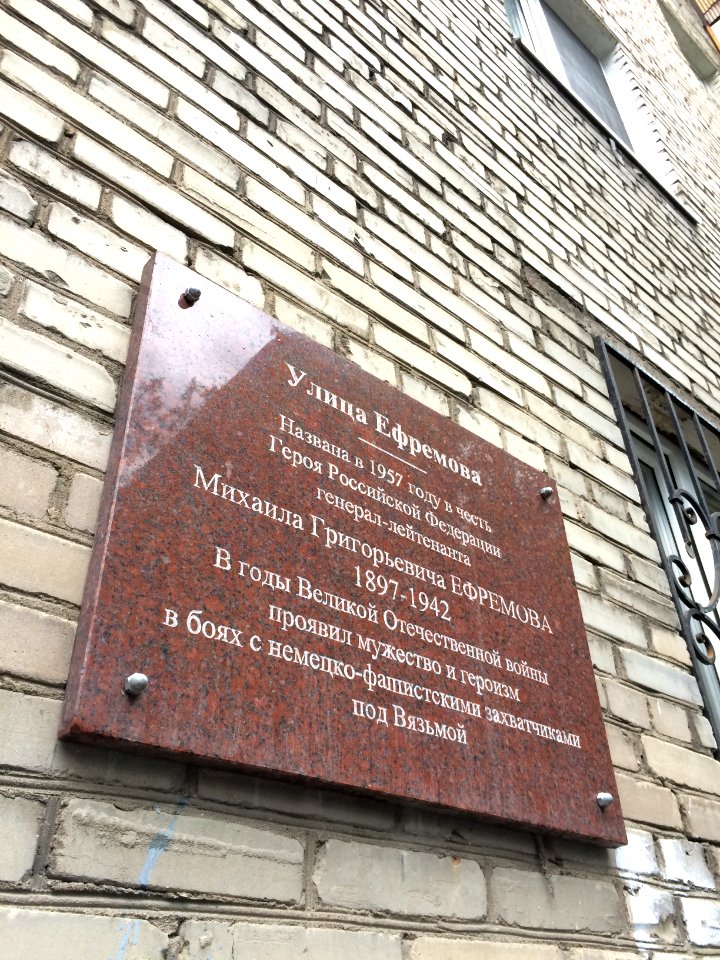 Улица Ефремова
Названа в 1957 году в честь
Героя Российской Федерации
генерал-лейтенанта
Михаила Григорьевича ЕФРЕМОВА
1897-1942
В годы Великой Отечественной войны
проявил мужество и героизм
в боях с немецко-фашистскими захватчиками
под Вязьмой